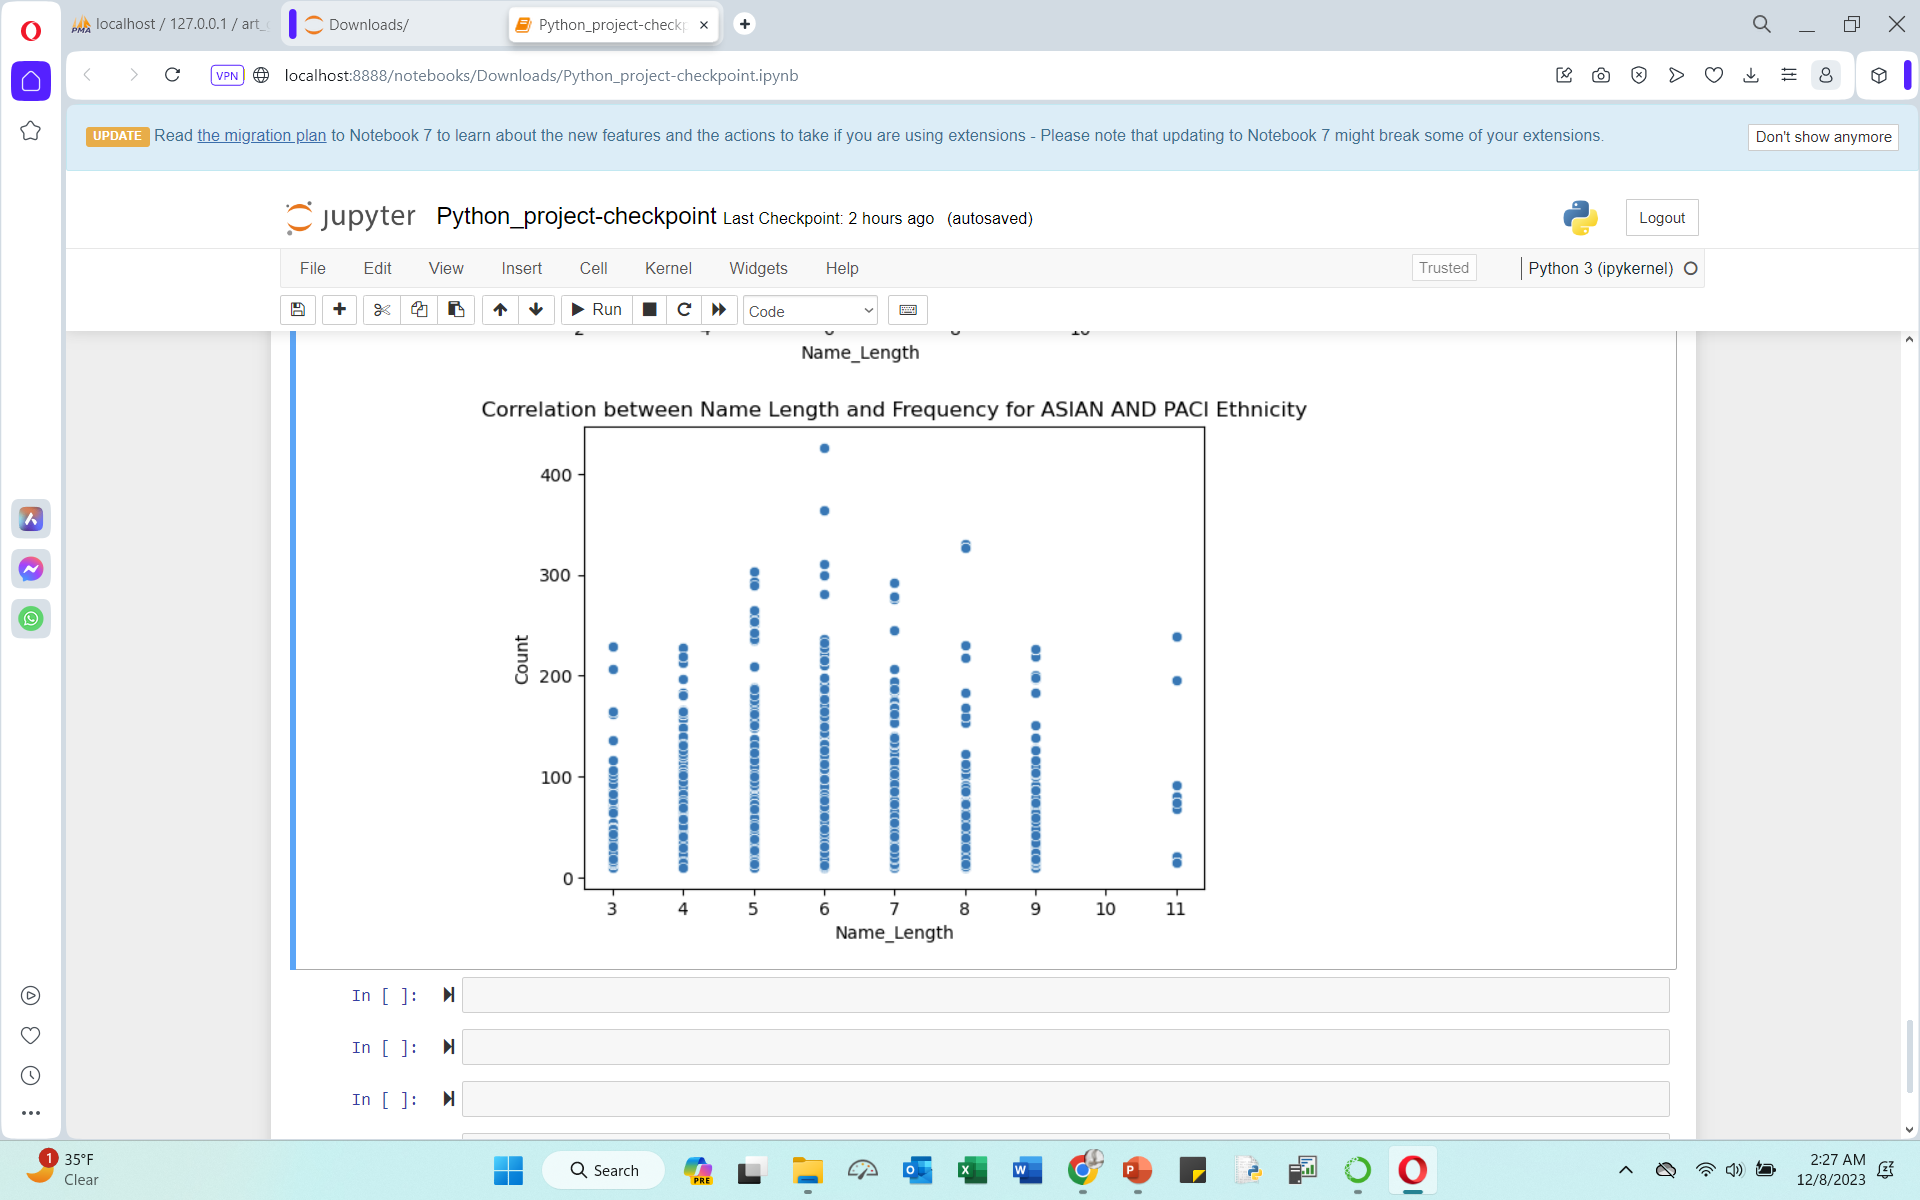 localhost / 127.0.0.1 / art_
Downloads/
Python_project-checkp
VPN
localhost:8888/notebooks/Downloads/Python_project-checkpoint.ipynb
UPDATE Read the migration plan to Notebook 7 to learn about the new features and the actions to take if you are using extensions - Please note that updating to Notebook 7 might break some of your extensions.
Don't show anymore
jupyter Python_project-checkpoint Last Checkpoint: 2 hours ago (autosaved)
Logout
File Edit View Insert Cell Kernel Widgets Help
Trusted
Python 3 (ipykernel)
Run
Code
Name_Length
Correlation between Name Length and Frequency for ASIAN AND PACI Ethnicity
400
300
200
100
0
Count
3 4 5 6 7 8 9 10 11
Name_Length
In [ ]:
In [ ]:
In [ ]:
1
35°F
Clear
Search
PRE
2:27 AM
12/8/2023